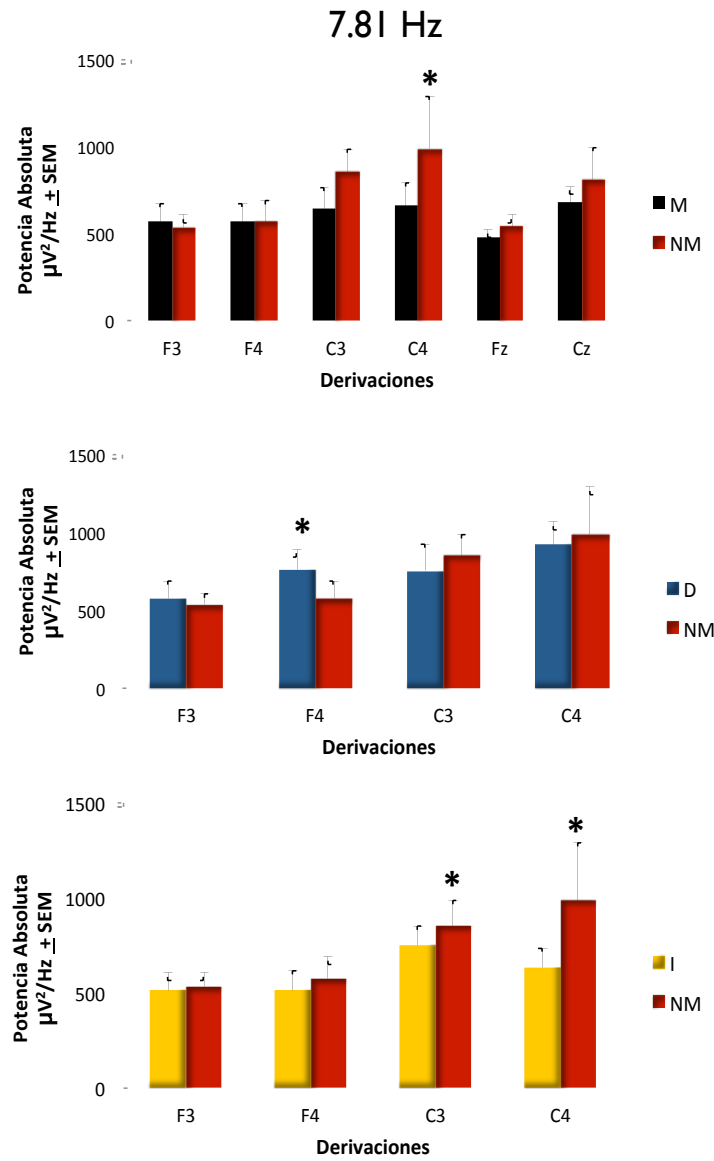 7.81 Hz
Potencia Absoluta
µV²/Hz ± SEM
1500
1000
500
0
*
F3 F4 C3 C4 Fz Cz
Derivaciones
M
NM
Potencia Absoluta
µV²/Hz ± SEM
1500
1000
500
0
*
F3 F4 C3 C4
Derivaciones
D
NM
Potencia Absoluta
µV²/Hz ± SEM
1500
1000
500
0
* *
F3 F4 C3 C4
Derivaciones
I
NM